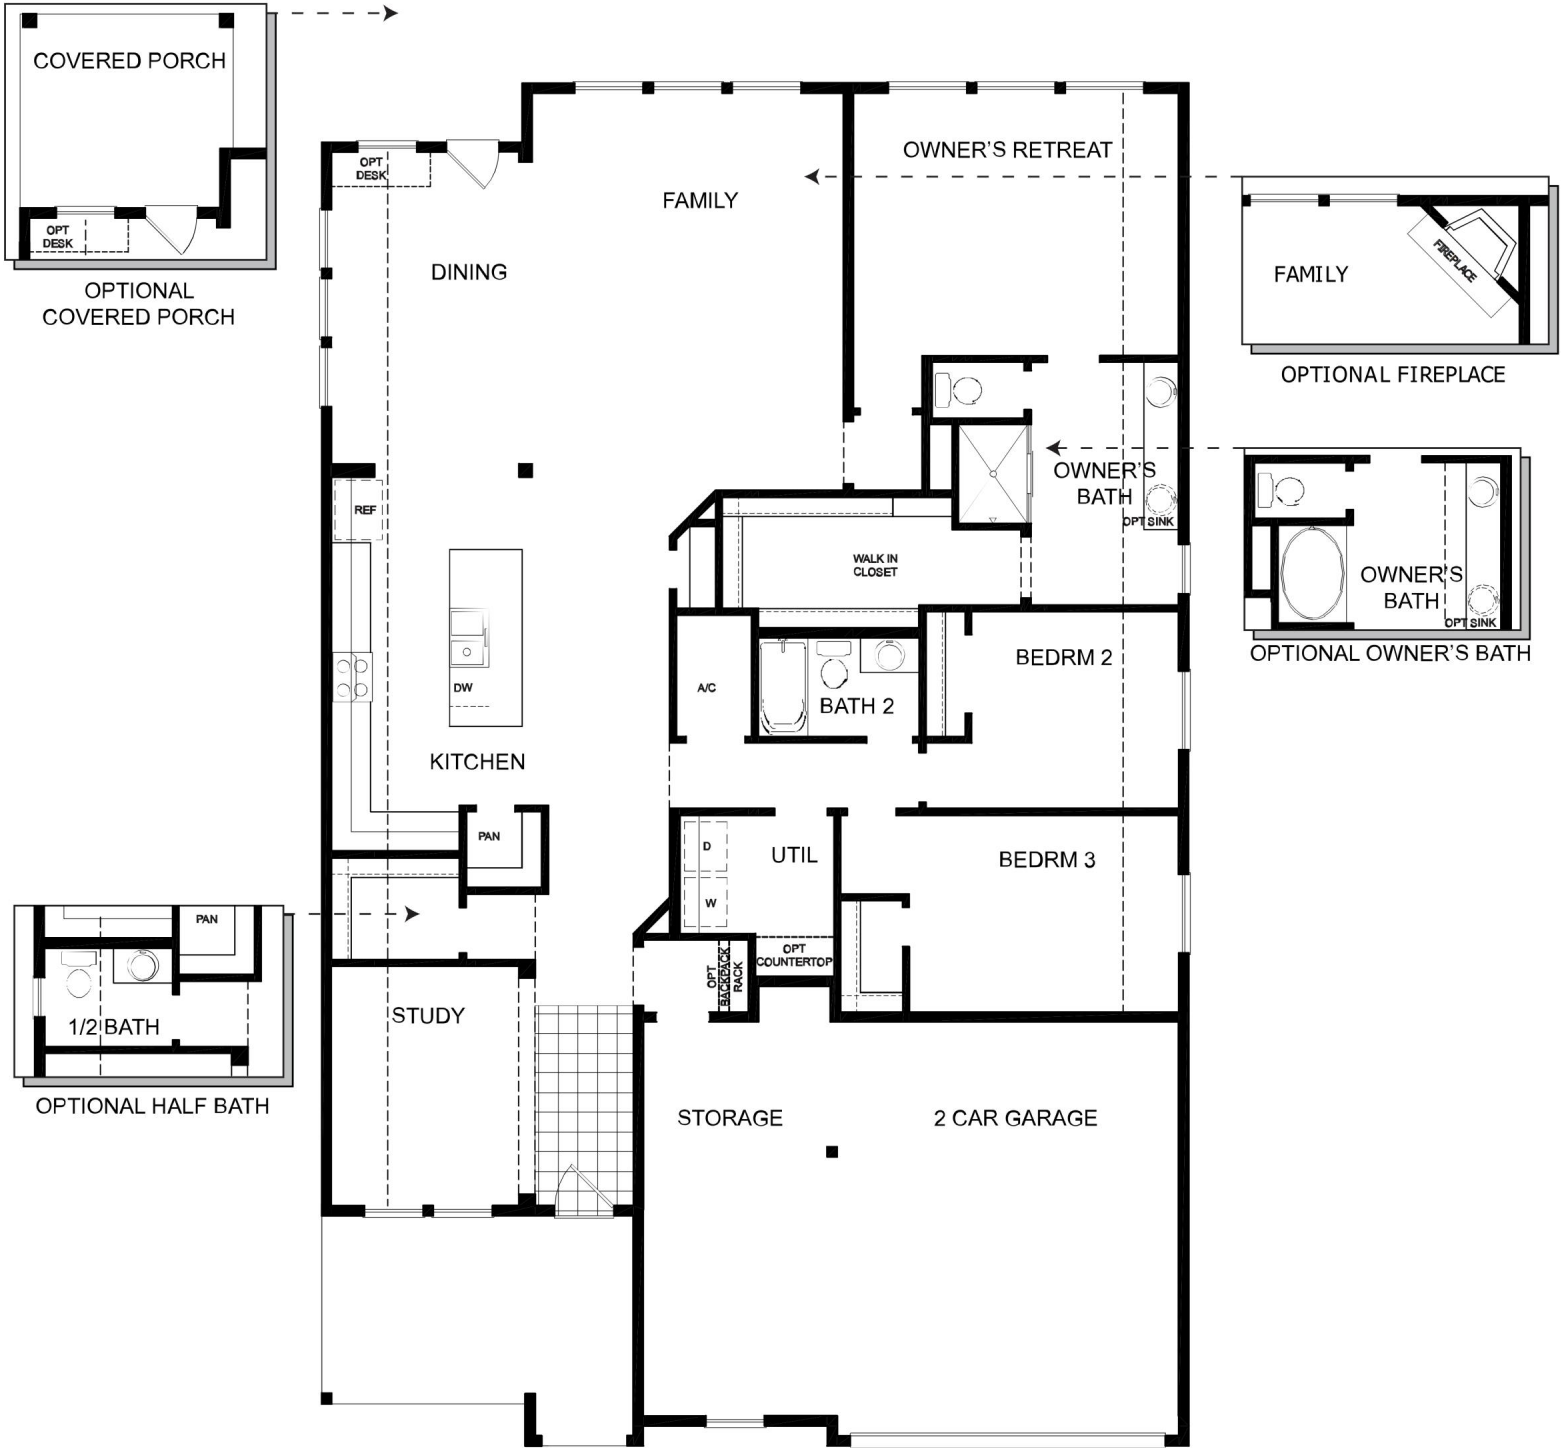 COVERED PORCH
OPT
DESK
OPTIONAL
COVERED PORCH
OPT
DESK
FAMILY
DINING
OWNER'S RETREAT
FAMILY
FIREPLACE
OPTIONAL FIREPLACE
REF
DW
KITCHEN
PAN
OWNER'S
BATH
OPT SINK
WALK IN
CLOSET
OWNER'S
BATH
OPT SINK
OPTIONAL OWNER'S BATH
A/C
BATH 2
BEDRM 2
D
W
UTIL
BEDRM 3
OPT
COUNTERTOP
OPT
BACKPACK
RACK
PAN
1/2 BATH
OPTIONAL HALF BATH
STUDY
STORAGE
2 CAR GARAGE